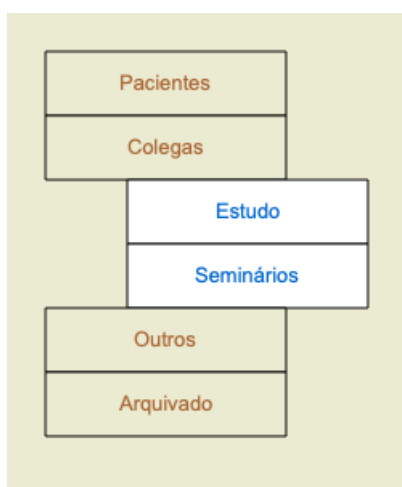 Pacientes
Colegas
Estudo
Seminários
Outros
Arquivado